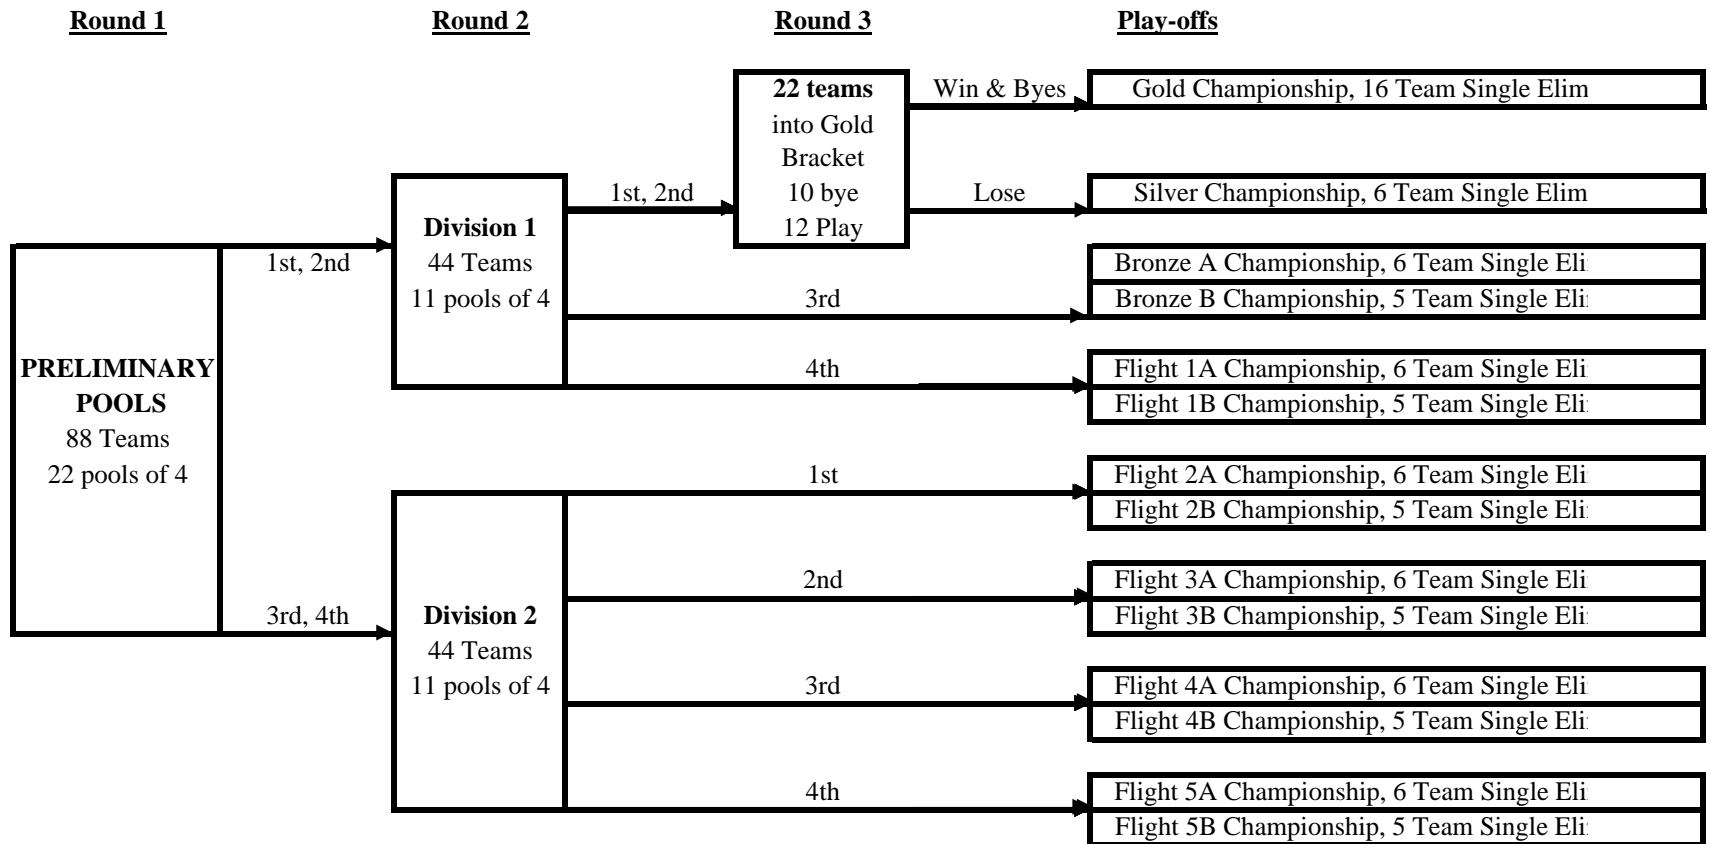 Round 1
Round 2
Round 3
Play-offs
22 teams
into Gold
Bracket
10 bye
12 Play
Win & Byes
Gold Championship, 16 Team Single Elim
Lose
Silver Championship, 6 Team Single Elim
1st, 2nd
Division 1
44 Teams
11 pools of 4
1st, 2nd
Bronze A Championship, 6 Team Single Eli
3rd
Bronze B Championship, 5 Team Single Eli
PRELIMINARY
POOLS
88 Teams
22 pools of 4
4th
Flight 1A Championship, 6 Team Single Eli
Flight 1B Championship, 5 Team Single Eli
1st
Flight 2A Championship, 6 Team Single Eli
Flight 2B Championship, 5 Team Single Eli
3rd, 4th
Division 2
44 Teams
11 pools of 4
2nd
Flight 3A Championship, 6 Team Single Eli
Flight 3B Championship, 5 Team Single Eli
3rd
Flight 4A Championship, 6 Team Single Eli
Flight 4B Championship, 5 Team Single Eli
4th
Flight 5A Championship, 6 Team Single Eli
Flight 5B Championship, 5 Team Single Eli